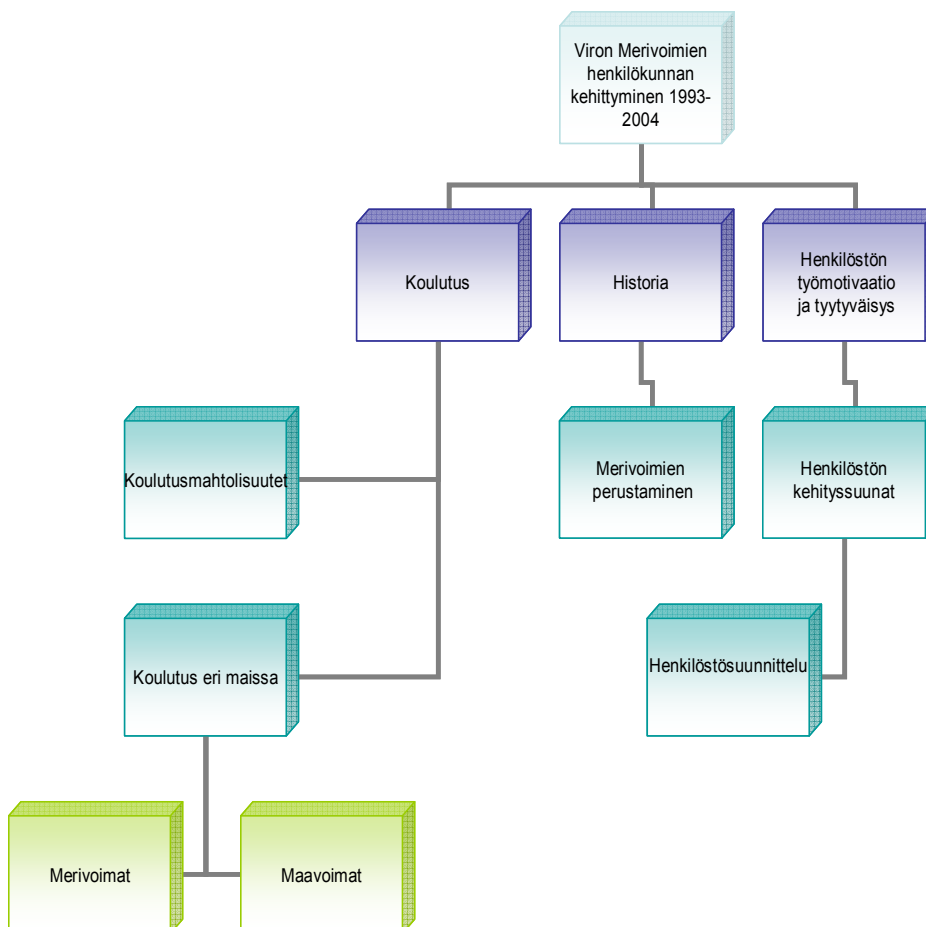 Viron Merivoimien
henkilökunnan
kehittyminen 1993-
2004
Koulutus
Historia
Henkilöstön
työmotivaatio
ja tyytyväisys
Koulutusmahtolisuutet
Merivoimien
perustaminen
Henkilöstön
kehityssuunat
Koulutus eri maissa
Henkilöstösuunnittelu
Merivoimat
Maavoimat